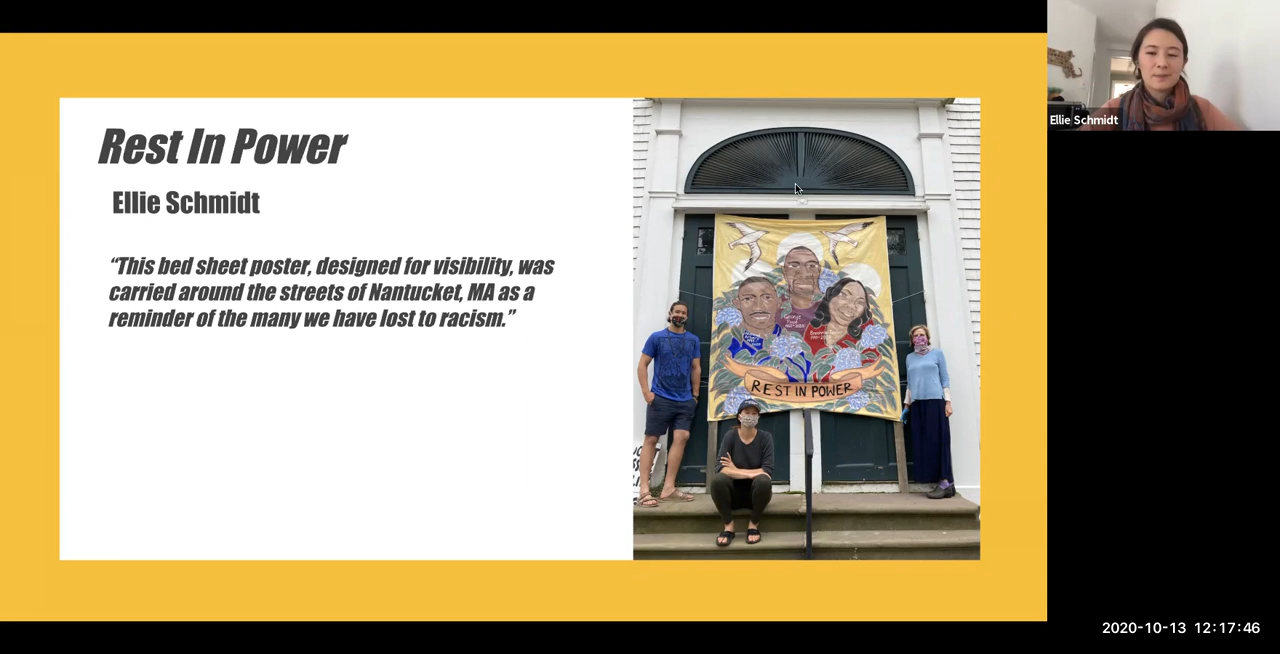 Rest In Power
Ellie Schmidt
“This bed sheet poster, designed for visibility, was
carried around the streets of Nantucket, MA as a
reminder of the many we have lost to racism.”
REST IN POWER
Ellie Schmidt
2020-10-13 12:17:46